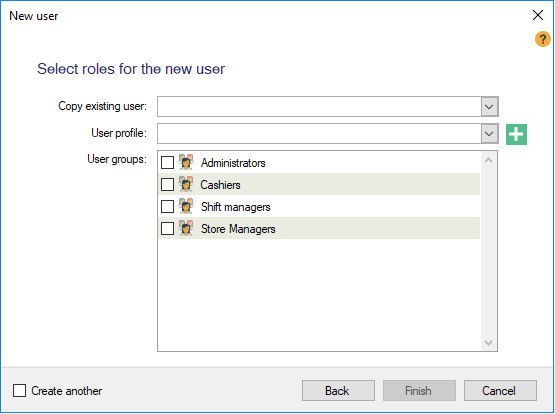 New user
?
Select roles for the new user
Copy existing user:
User profile:
User groups:
Administrators
Cashiers
Shift managers
Store Managers
Create another
Back
Finish
Cancel